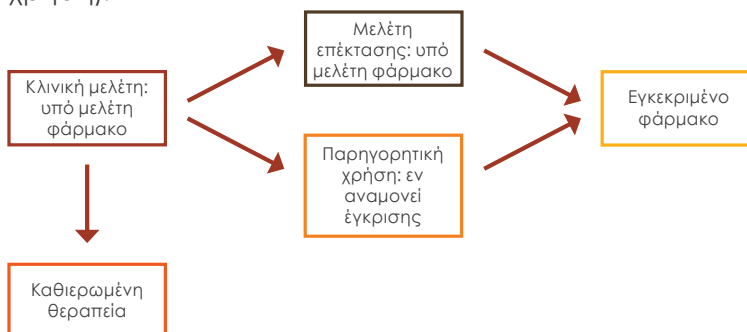 Μελέτη
επέκτασης: υπό
μελέτη φάρμακο
Κλινική μελέτη:
υπό μελέτη
φάρμακο
Εγκεκριμένο
φάρμακο
Παρηγορητική
χρήση: εν
αναμονεί
έγκρισης
Καθιερωμένη
θεραπεία